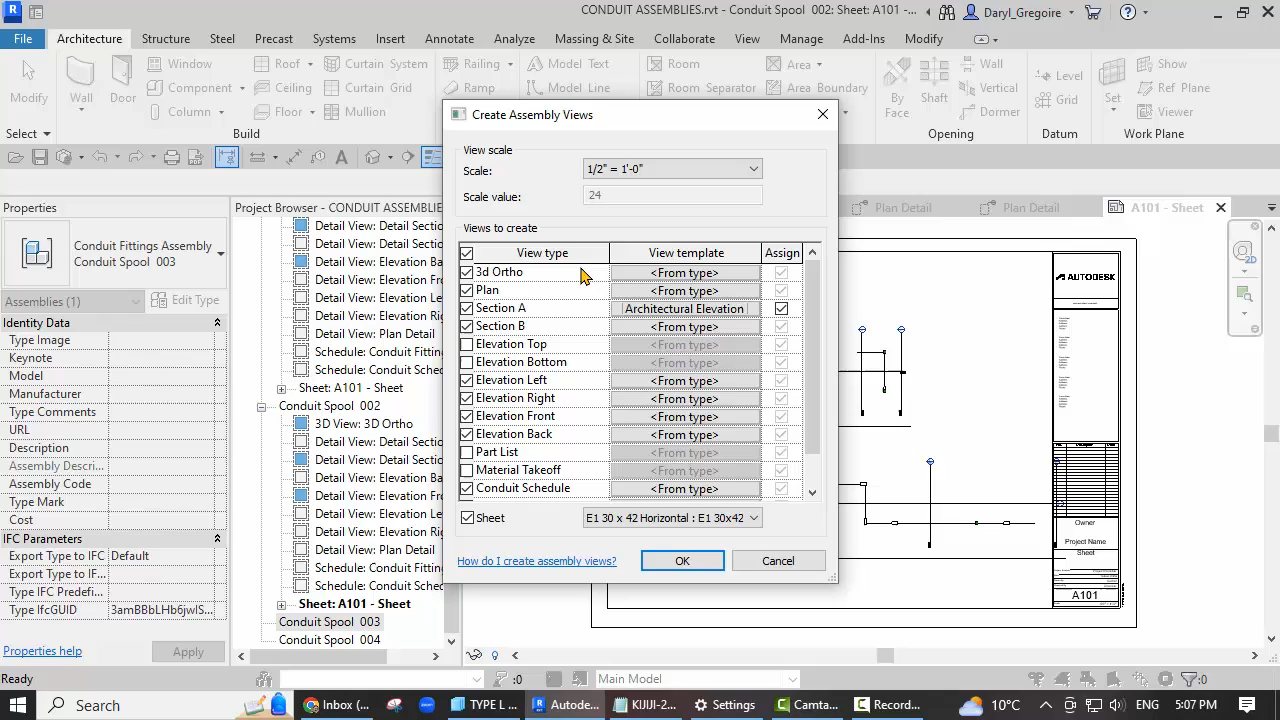 CONDUIT ASSEMBLIES.rvt - Conduit Spool  002: Sheet: A101 -...
Daryl_Gregoire
File
Architecture
Structure
Steel
Precast
Systems
Insert
Annotate
Analyze
Massing & Site
Collaborate
View
Manage
Add-Ins
Modify
Modify
Wall
Door
Window
Component
Column
Roof
Ceiling
Floor
Curtain System
Curtain Grid
Mullion
Railing
Ramp
Model Text
Model Line
Room
Room Separator
Area
Area Boundary
By
Face
Shaft
Wall
Vertical
Dormer
Level
Grid
Set
Show
Ref Plane
Viewer
Select
Build
Opening
Datum
Work Plane
Properties
Conduit Fittings Assembly
Conduit Spool  003
Assemblies (1)
Edit Type
Identity Data
Type Image
Keynote
Model
Manufacturer
Type Comments
URL
Description
Assembly Descri...
Assembly Code
Type Mark
Cost
IFC Parameters
Export Type to IFC
Default
Export Type to IF...
Type IFC Predefi...
Type IfcGUID
3amBBbLHb6jwlS...
Properties help
Apply
Project Browser - CONDUIT ASSEMBLIE
Detail View: Detail Sectio
Detail View: Detail Sectio
Detail View: Elevation Ba
Detail View: Elevation Fro
Detail View: Elevation Le
Detail View: Elevation Rig
Detail View: Plan Detail
Schedule: Conduit Fittin
Schedule: Conduit Sche
Sheet: A101 - Sheet
Conduit Spool  002
3D View: 3D Ortho
Detail View: Detail Sectio
Detail View: Detail Sectio
Detail View: Elevation Ba
Detail View: Elevation Fro
Detail View: Elevation Le
Detail View: Elevation Rig
Detail View: Plan Detail
Schedule: Conduit Fittin
Schedule: Conduit Sche
Sheet: A101 - Sheet
Conduit Spool  003
Conduit Spool  004
Plan Detail
Plan Detail
A101 - Sheet
Create Assembly Views
View scale
Scale:
1/2" = 1'-0"
Scale value:
24
Views to create
View type
View template
Assign
3d Ortho
<From type>
Plan
<From type>
Section A
Architectural Elevation
Section B
<From type>
Elevation Top
<From type>
Elevation Bottom
<From type>
Elevation Left
<From type>
Elevation Right
<From type>
Elevation Front
<From type>
Elevation Back
<From type>
Part List
<From type>
Material Takeoff
<From type>
Conduit Schedule
<From type>
Sheet
E1 30 x 42 Horizontal : E1 30x42
How do I create assembly views?
OK
Cancel
AUTODESK
Owner
Project Name
Sheet
A101
Ready
:0
Main Model
:0
Search
Inbox (...
TYPE L ...
Autode...
KIJIJI-2...
Settings
Camta...
Record...
10°C
5:07 PM